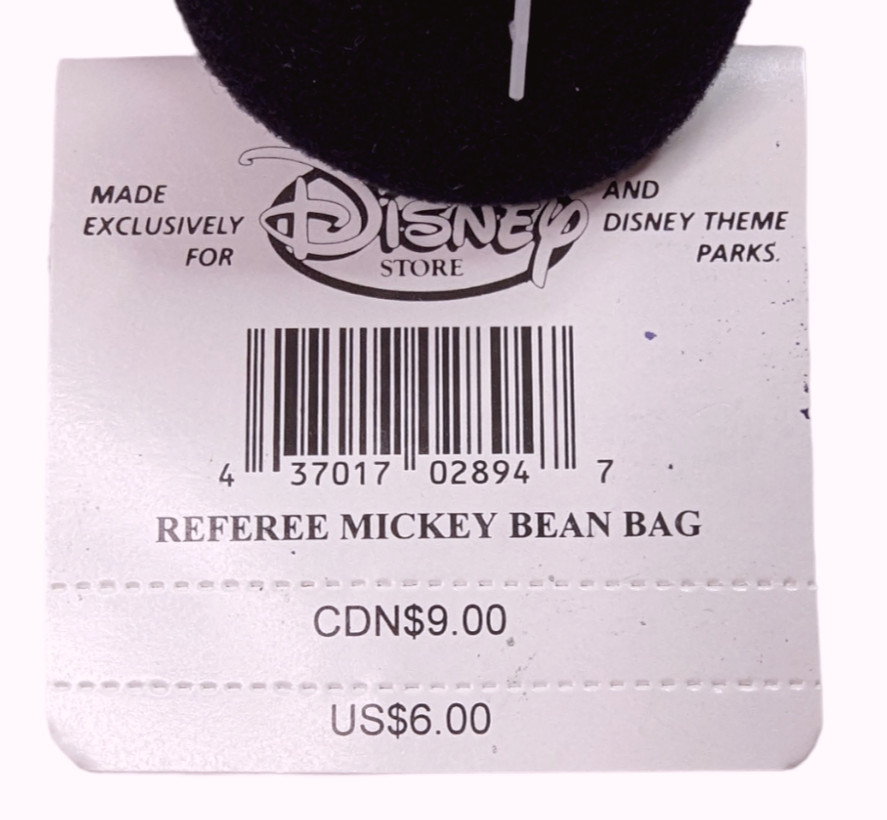 MADE
EXCLUSIVELY
FOR
DISNEY
STORE
AND
DISNEY THEME
PARKS.
4 37017 02894 7
REFEREE MICKEY BEAN BAG
CDN$9.00
US$6.00